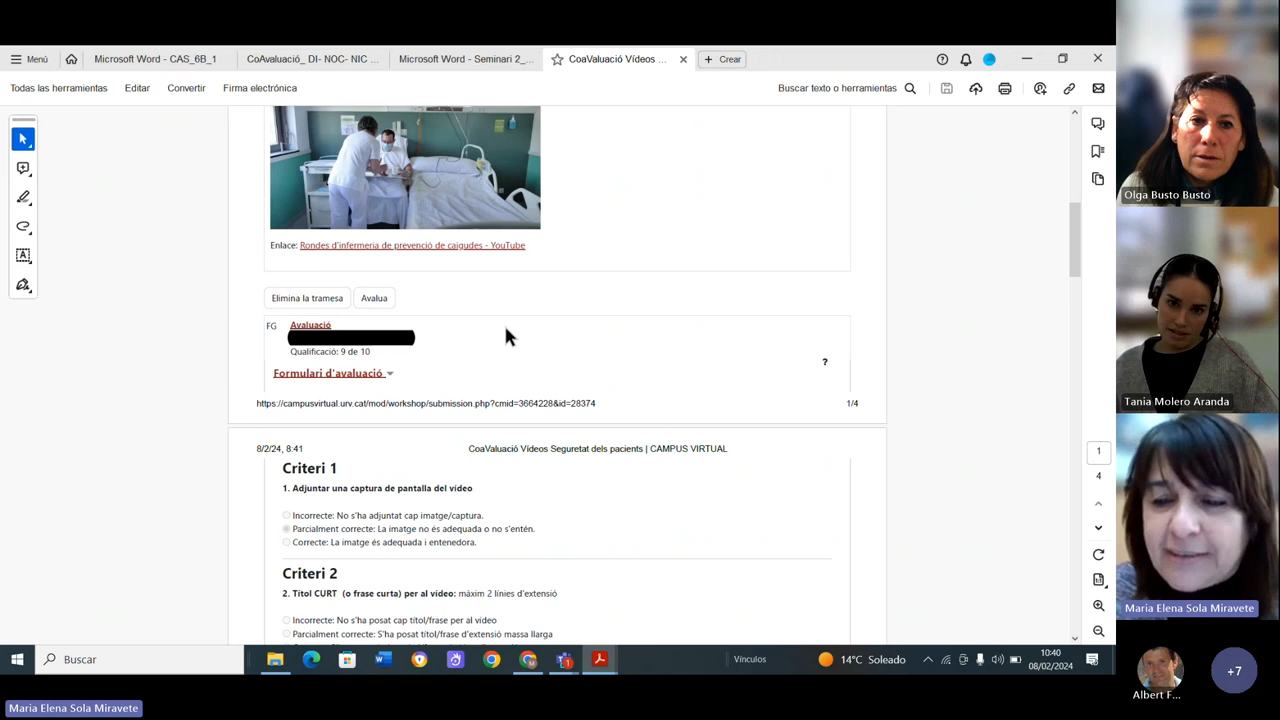 Menú
Microsoft Word - CAS_6B_1
CoAvaluació_ DI- NOC- NIC ...
Microsoft Word - Seminari 2_...
CoaValuació Vídeos ...
Crear
Todas las herramientas
Editar
Convertir
Firma electrónica
Buscar texto o herramientas
Enlace: Rondes d'infermeria de prevenció de caigudes - YouTube
Elimina la tramesa
Avalua
FG
Avaluació
Qualificació: 9 de 10
?
Formulari d'avaluació
https://campusvirtual.urv.cat/mod/workshop/submission.php?cmid=3664228&id=28374
1/4
8/2/24, 8:41
CoaValuació Vídeos Seguretat dels pacients | CAMPUS VIRTUAL
Criteri 1
1. Adjuntar una captura de pantalla del vídeo
Incorrecte: No s'ha adjuntat cap imatge/captura.
Parcialment correcte: La imatge no és adequada o no s'entén.
Correcte: La imatge és adequada i entenedora.
Criteri 2
2. Títol CURT (o frase curta) per al vídeo: màxim 2 línies d'extensió
Incorrecte: No s'ha posat cap títol/frase per al vídeo
Parcialment correcte: S'ha posat títol/frase d'extensió massa llarga
1
4
Buscar
Vínculos
14°C Soleado
10:40
08/02/2024
Olga Busto Busto
Tania Molero Aranda
Maria Elena Sola Miravete
Albert F...
+7
Maria Elena Sola Miravete